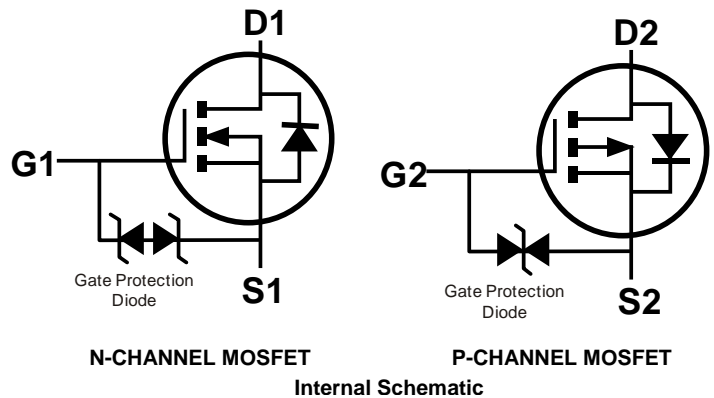 D1
G1
Gate Protection
Diode
S1
N-CHANNEL MOSFET
D2
G2
Gate Protection
Diode
S2
P-CHANNEL MOSFET
Internal Schematic